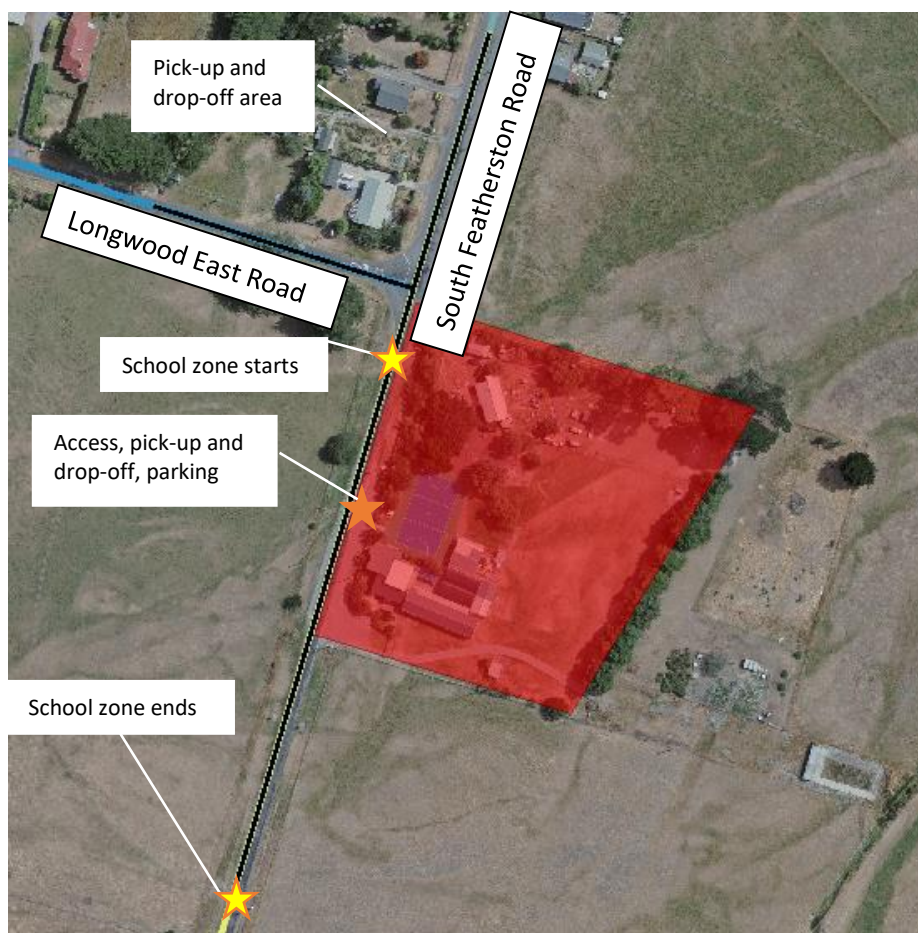 Pick-up and
drop-off area
South Featherston Road
Longwood East Road
School zone starts
Access, pick-up and
drop-off, parking
School zone ends